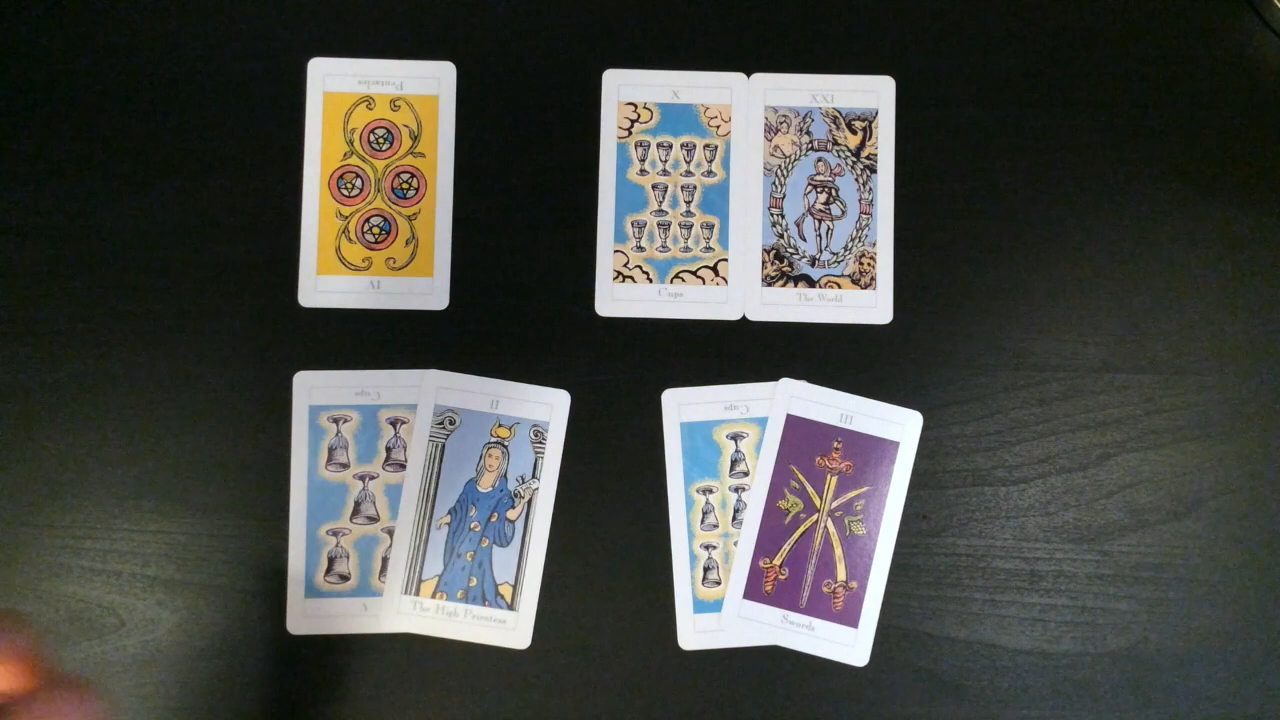 Pentacles
IV
X
Cups
XXI
The World
Cups
V
II
The High Priestess
Cups
III
Swords